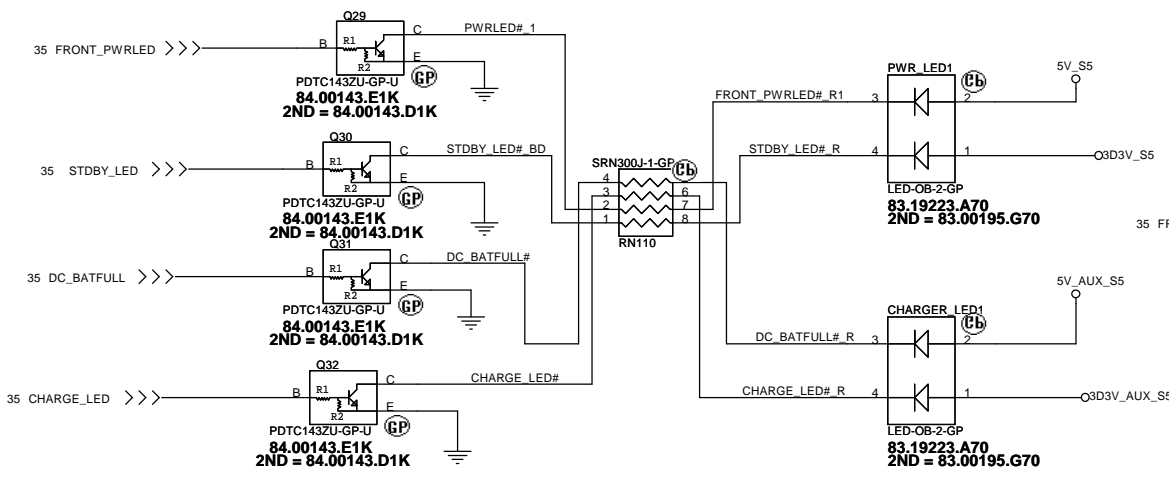 Q29
35 FRONT_PWRLED
B
R1
R2
C
E
PWRLED#_1
GP
PDTC143ZU-GP-U
84.00143.E1K
2ND = 84.00143.D1K
Q30
35 STDBY_LED
B
R1
R2
C
E
STDBY_LED#_BD
GP
PDTC143ZU-GP-U
84.00143.E1K
2ND = 84.00143.D1K
Q31
35 DC_BATFULL
B
R1
R2
C
E
DC_BATFULL#
GP
PDTC143ZU-GP-U
84.00143.E1K
2ND = 84.00143.D1K
Q32
35 CHARGE_LED
B
R1
R2
C
E
CHARGE_LED#
GP
PDTC143ZU-GP-U
84.00143.E1K
2ND = 84.00143.D1K
SRN300J-1-GP
4
3
2
1
6
7
8
RN110
PWR_LED1
5V_S5
FRONT_PWRLED#_R1
3
2
STDBY_LED#_R
4
1
3D3V_S5
LED-OB-2-GP
83.19223.A70
2ND = 83.00195.G70
35
CHARGER_LED1
5V_AUX_S5
DC_BATFULL#_R
3
2
CHARGE_LED#_R
4
1
3D3V_AUX_S5
LED-OB-2-GP
83.19223.A70
2ND = 83.00195.G70